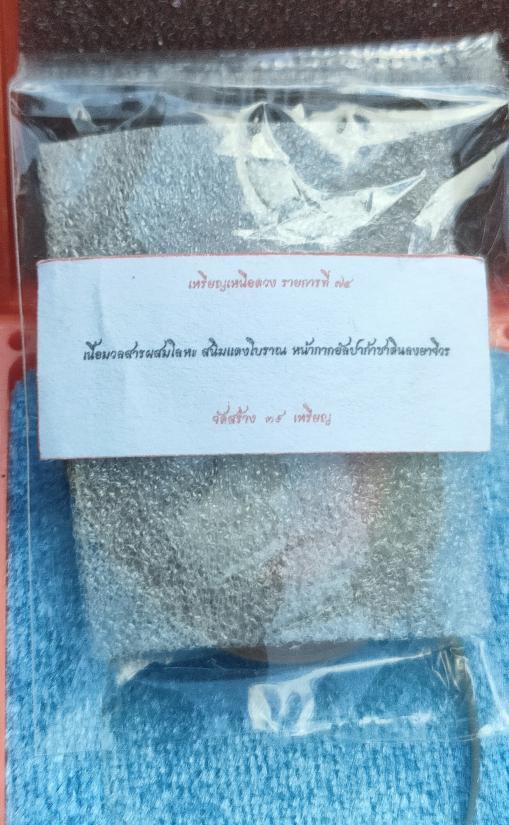 เหรียญเหนือดวง รายการที่ ๗๔
เนื้อมวลสารผสมโลหะ สนิมแดงโบราณ หน้ากากอัลปาก้าซาตินลงยาจีวร
จัดสร้าง ๓๕ เหรียญ